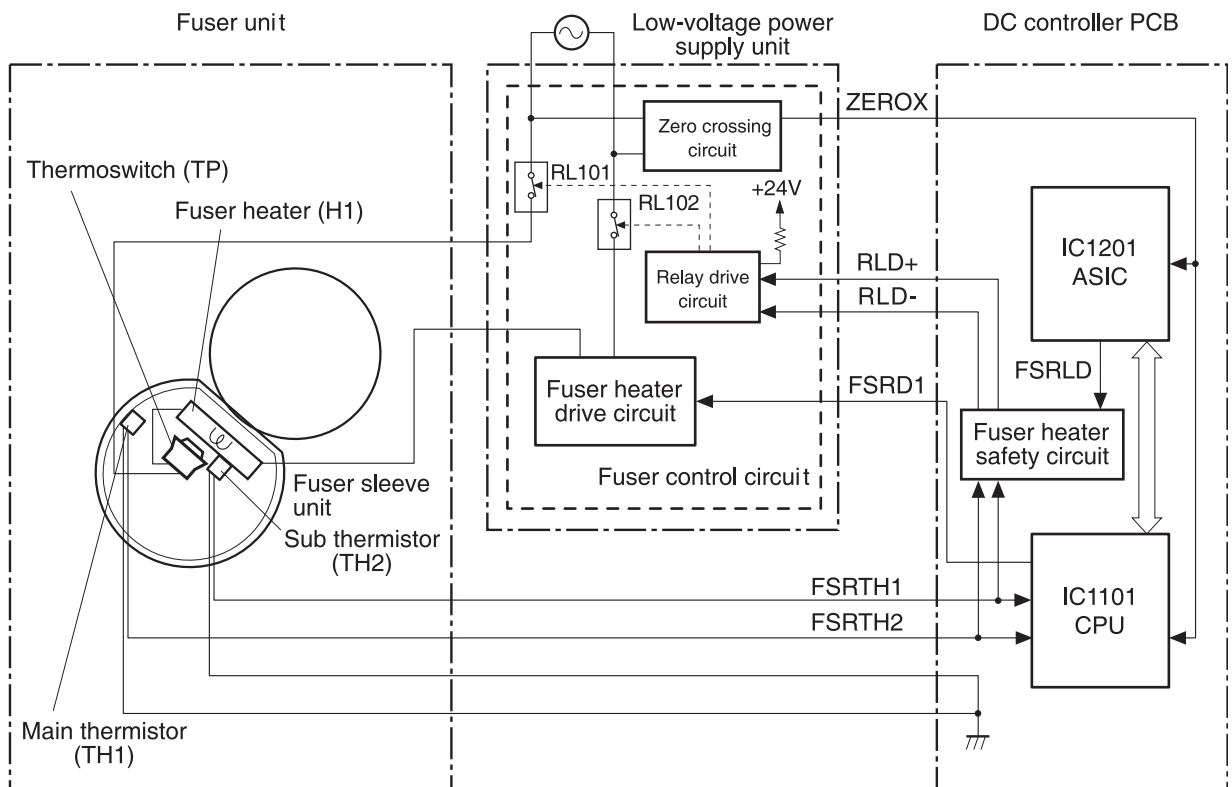 Fuser unit
Low-voltage power
supply unit
DC controller PCB
ZEROX
Zero crossing
circuit
Thermoswitch (TP)
RL101
+24V
Fuser heater (H1)
RL102
IC1201
ASIC
RLD+
Relay drive
circuit
RLD-
FSRLD
Fuser heater
drive circuit
FSRD1
Fuser heater
safety circuit
Fuser control circuit
Fuser sleeve
unit
Sub thermistor
(TH2)
FSRTH1
IC1101
CPU
FSRTH2
Main thermistor
(TH1)